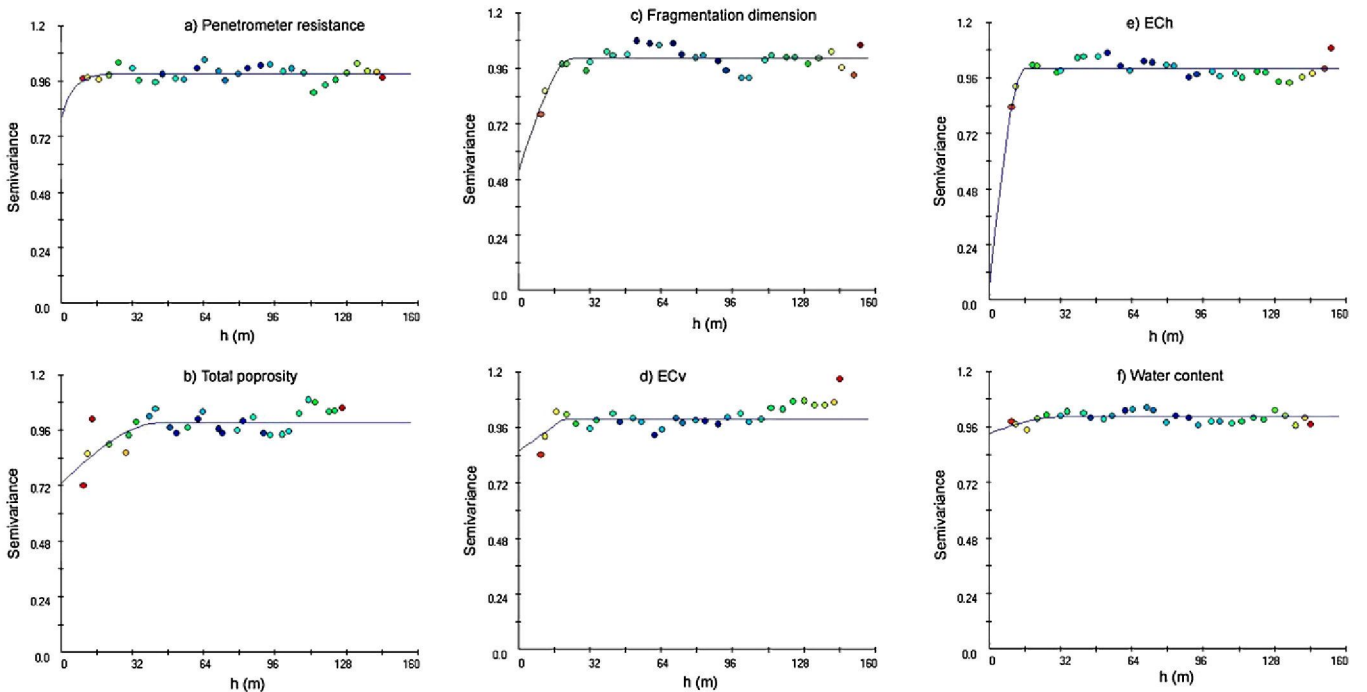 a) Penetrometer resistance
1.2
0.96
0.72
0.48
0.24
0.0
Semivariance
0 32 64 96 128 160
h (m)
b) Total poprosity
1.2
0.96
0.72
0.48
0.24
0.0
Semivariance
0 32 64 96 128 160
h (m)
c) Fragmentation dimension
1.2
0.96
0.72
0.48
0.24
0.0
Semivariance
0 32 64 96 128 160
h (m)
d) ECv
1.2
0.96
0.72
0.48
0.24
0.0
Semivariance
0 32 64 96 128 160
h (m)
e) ECh
1.2
0.96
0.72
0.48
0.24
0.0
Semivariance
0 32 64 96 128 160
h (m)
f) Water content
1.2
0.96
0.72
0.48
0.24
0.0
Semivariance
0 32 64 96 128 160
h (m)